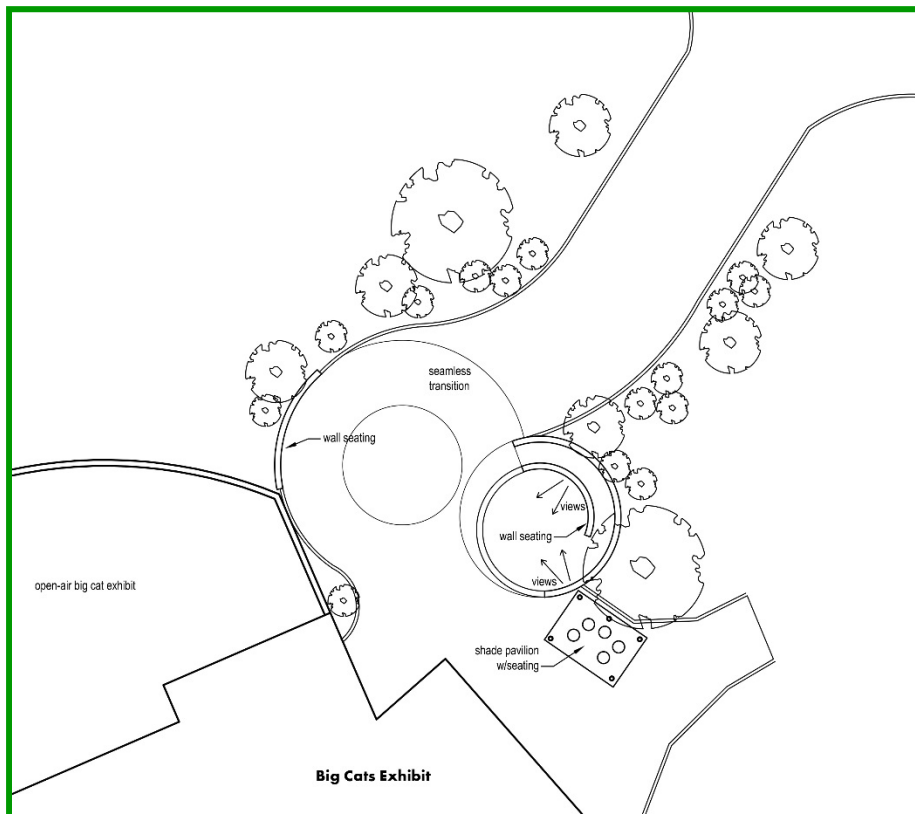 seamless
transition
wall seating
views
wall seating
views
open-air big cat exhibit
shade pavilion
w/seating
Big Cats Exhibit